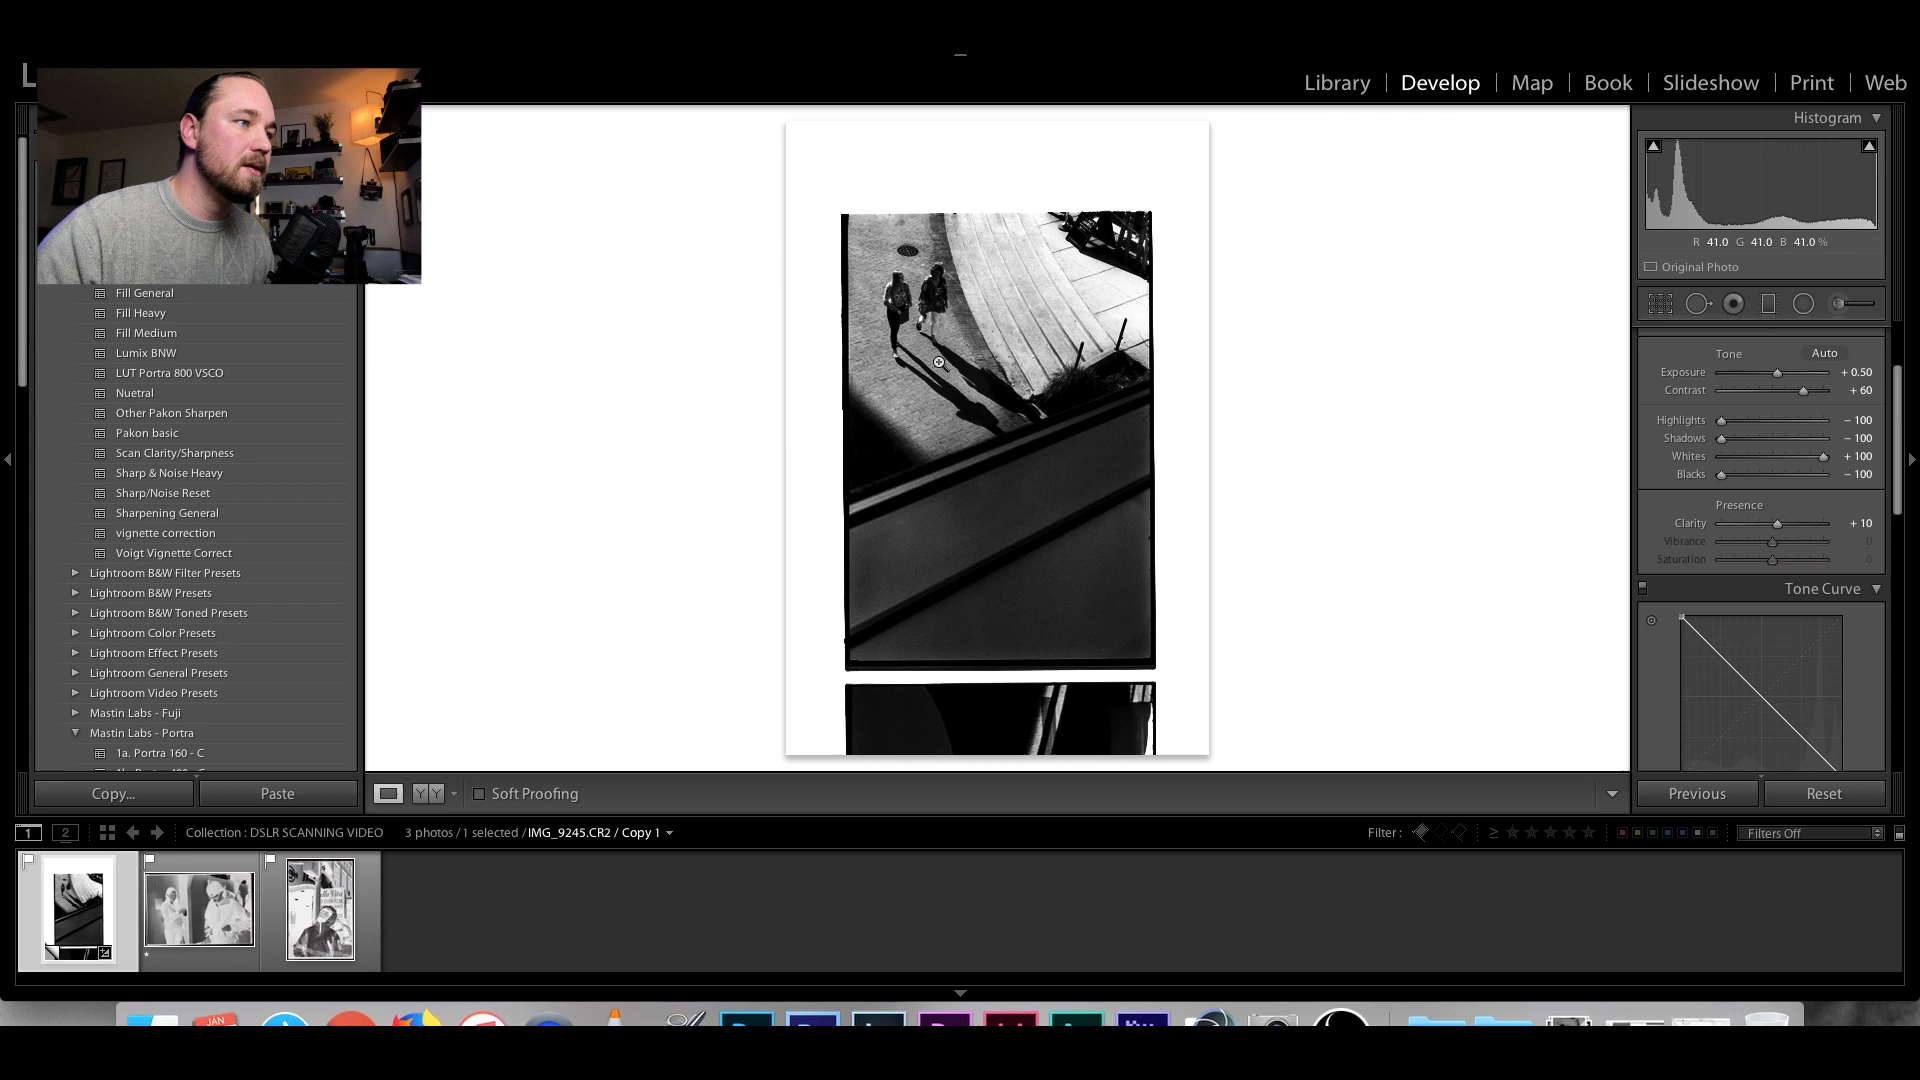 L
Library | Develop | Map | Book | Slideshow | Print | Web
Histogram
R 41.0 G 41.0 B 41.0 %
Original Photo
Fill General
Fill Heavy
Fill Medium
Lumix BNW
LUT Portra 800 VSCO
Nuetral
Other Pakon Sharpen
Pakon basic
Scan Clarity/Sharpness
Sharp & Noise Heavy
Sharp/Noise Reset
Sharpening General
vignette correction
Voigt Vignette Correct
Lightroom B&W Filter Presets
Lightroom B&W Presets
Lightroom B&W Toned Presets
Lightroom Color Presets
Lightroom Effect Presets
Lightroom General Presets
Lightroom Video Presets
Mastin Labs - Fuji
Mastin Labs - Portra
1a. Portra 160 - C
Tone Auto
Exposure + 0.50
Contrast + 60
Highlights − 100
Shadows − 100
Whites + 100
Blacks − 100
Presence
Clarity + 10
Vibrance 0
Saturation 0
Tone Curve
Copy... Paste
Y Y Soft Proofing
Previous Reset
1 2 Collection : DSLR SCANNING VIDEO 3 photos / 1 selected / IMG_9245.CR2 / Copy 1 Filter : ≥ Filters Off
JAN